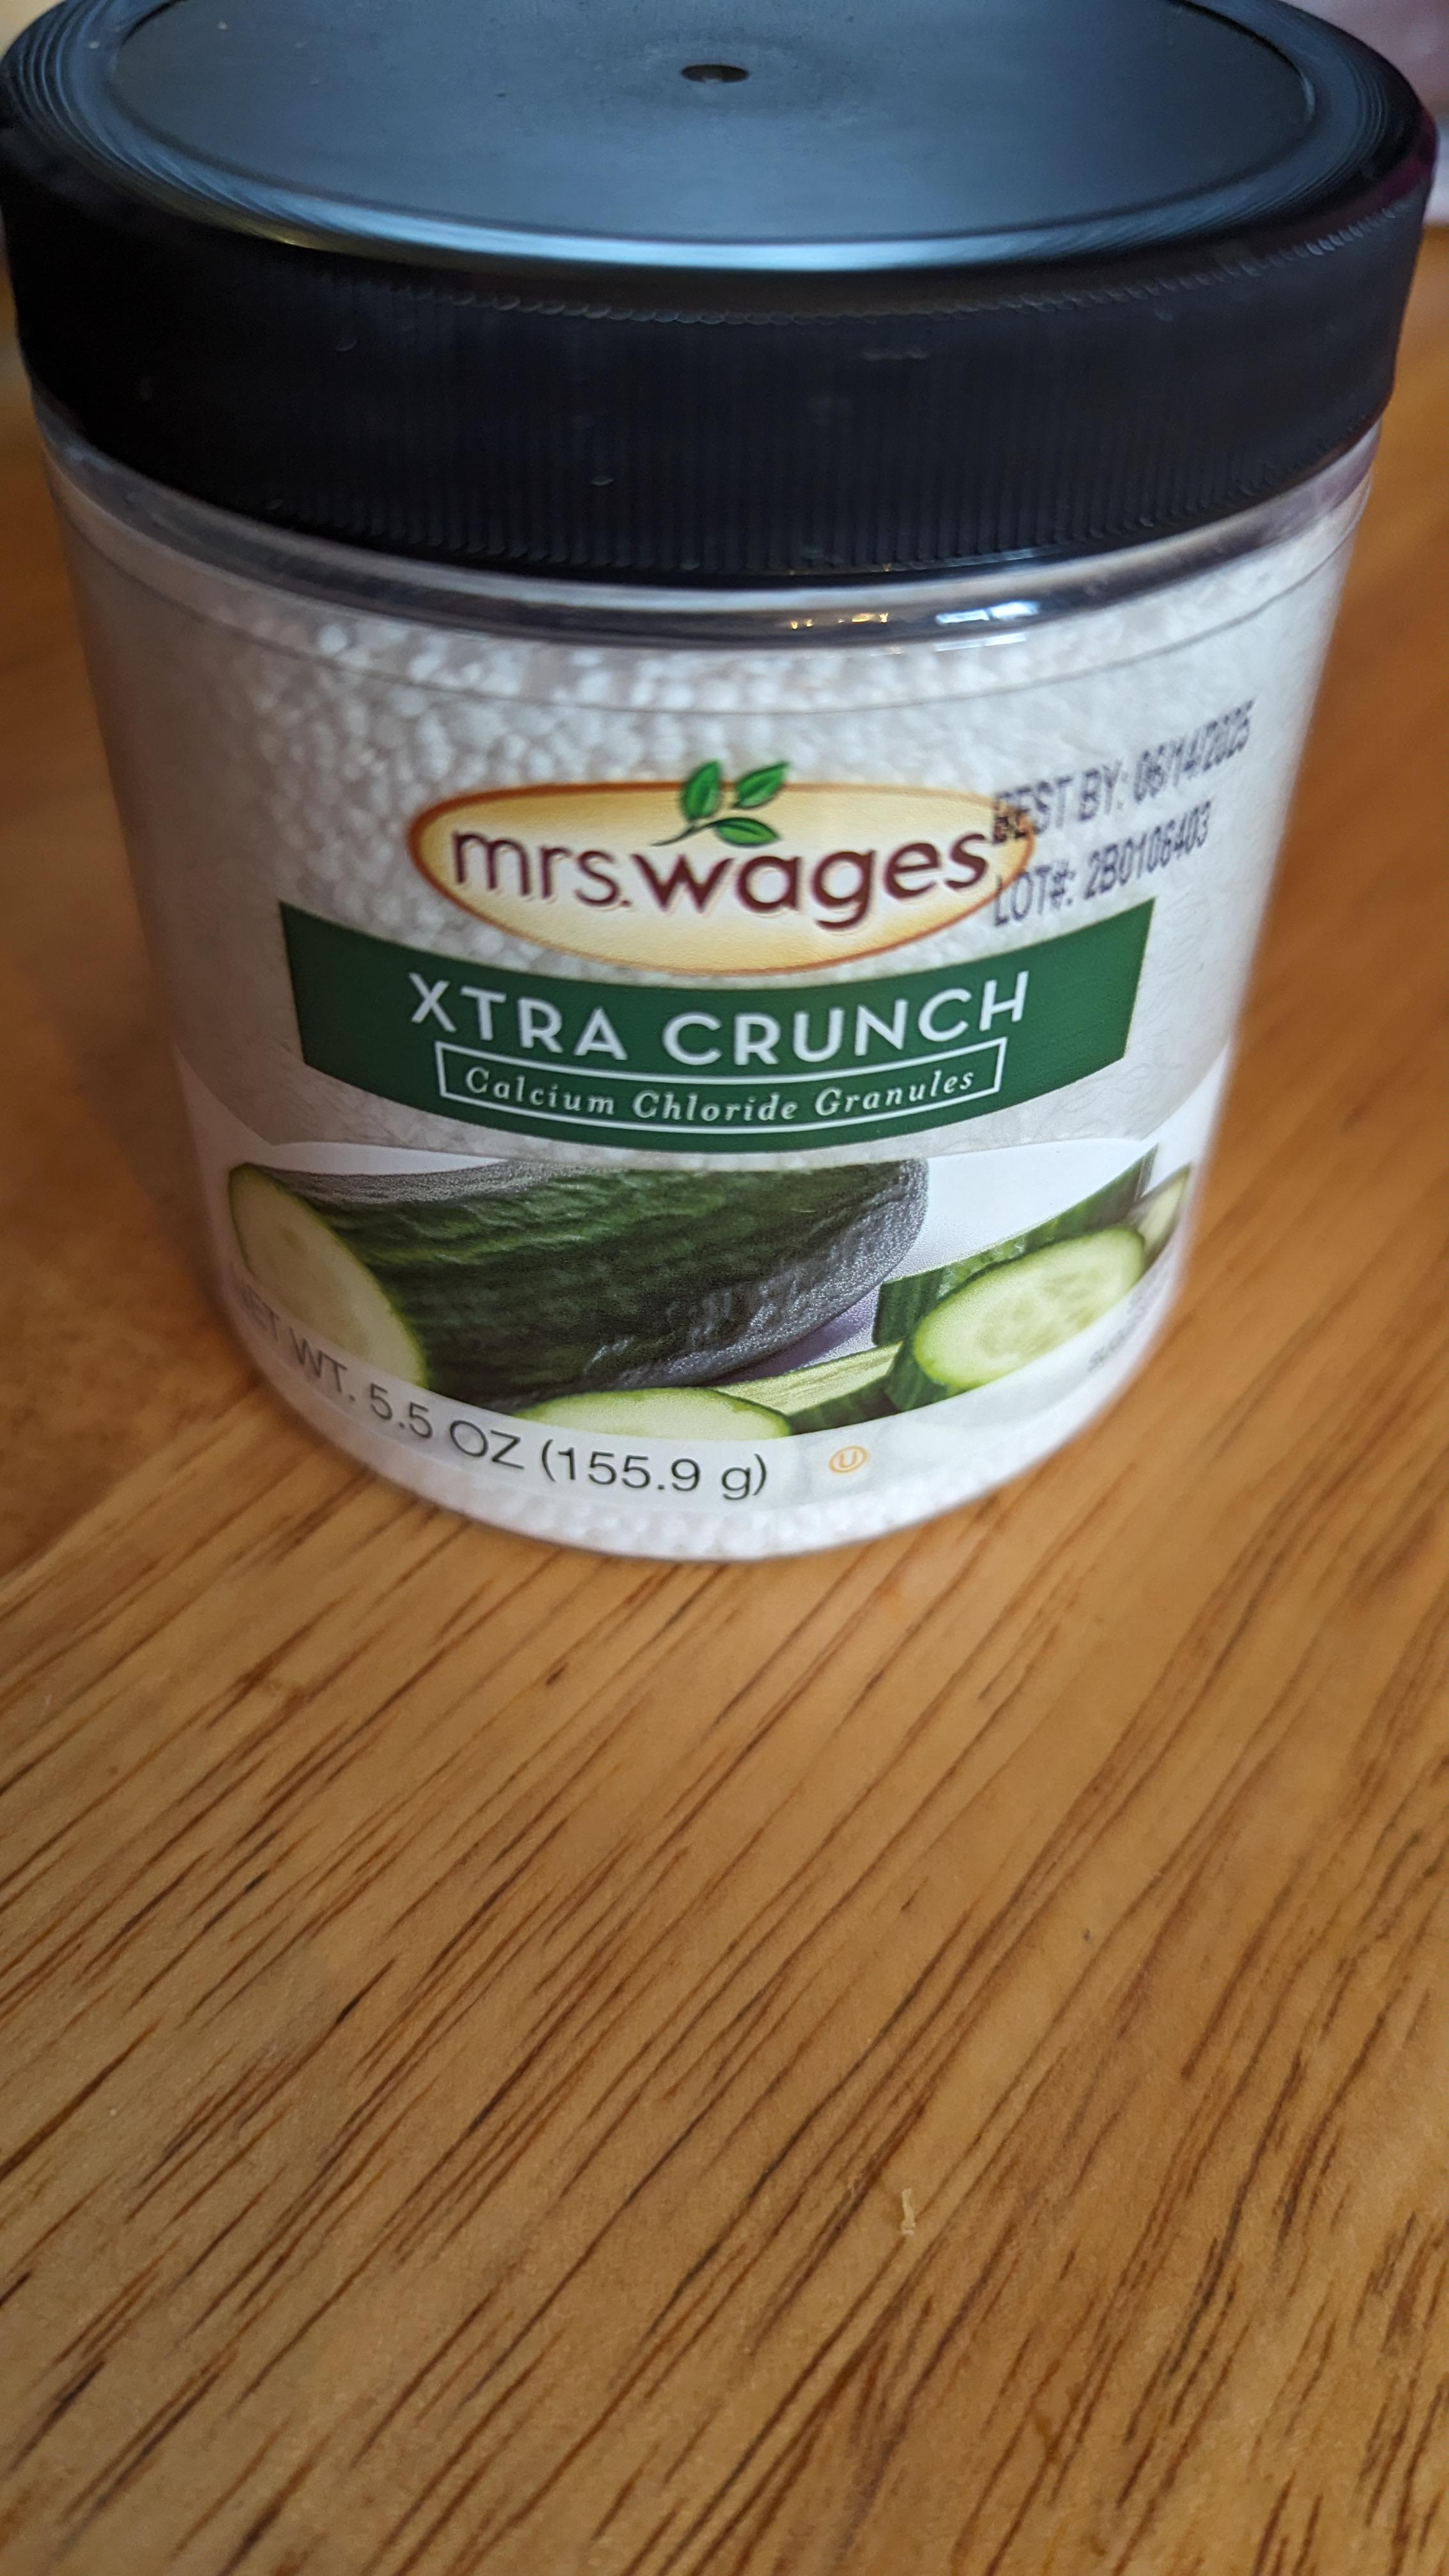 mrs.wages
BEST BY: 06/14/2025
LOT#: 2B0106403
XTRA CRUNCH
Calcium Chloride Granules
NET WT. 5.5 OZ (155.9 g)
U